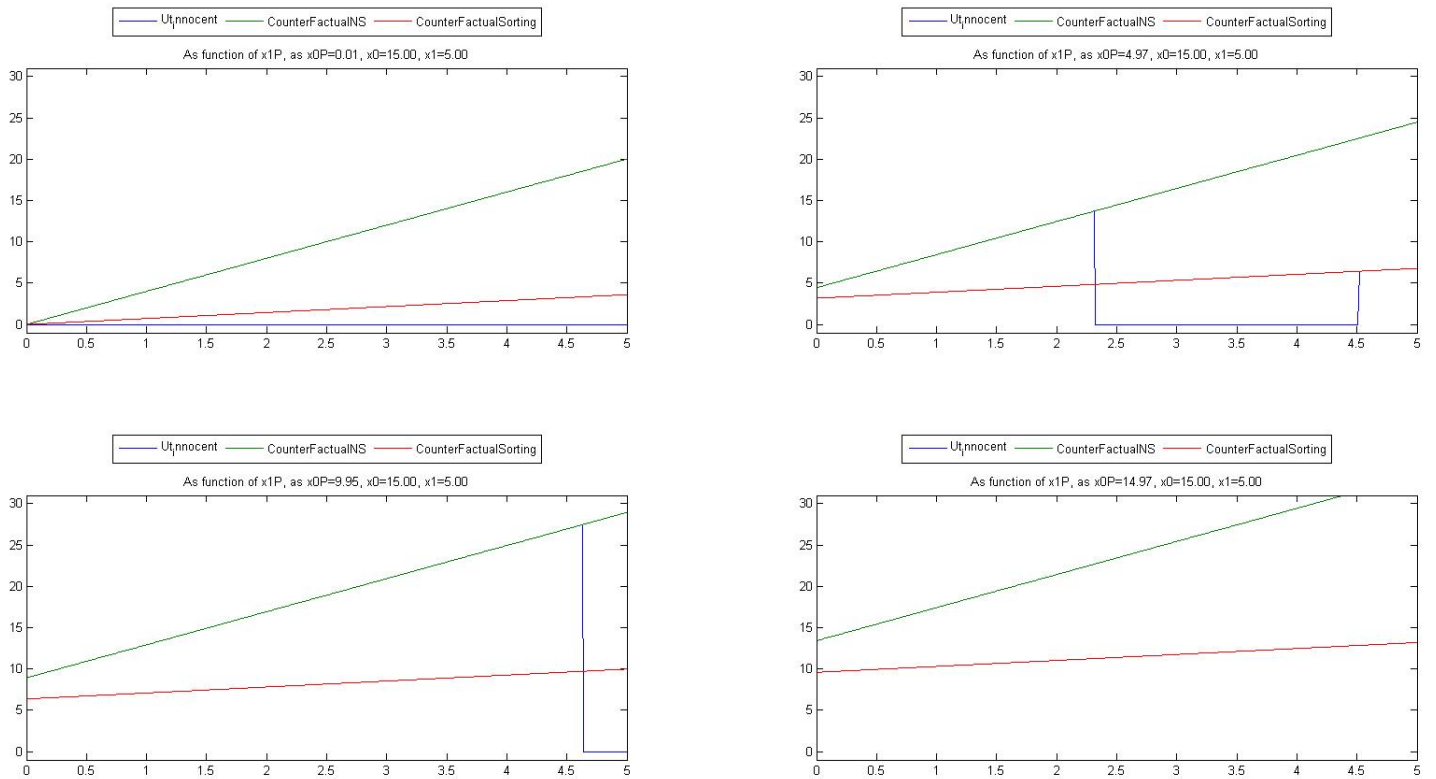 Ut_innocent CounterFactualNS CounterFactualSorting
As function of x1P, as x0P=0.01, x0=15.00, x1=5.00
30
25
20
15
10
5
0
0 0.5 1 1.5 2 2.5 3 3.5 4 4.5 5
Ut_innocent CounterFactualNS CounterFactualSorting
As function of x1P, as x0P=4.97, x0=15.00, x1=5.00
30
25
20
15
10
5
0
0 0.5 1 1.5 2 2.5 3 3.5 4 4.5 5
Ut_innocent CounterFactualNS CounterFactualSorting
As function of x1P, as x0P=9.95, x0=15.00, x1=5.00
30
25
20
15
10
5
0
0 0.5 1 1.5 2 2.5 3 3.5 4 4.5 5
Ut_innocent CounterFactualNS CounterFactualSorting
As function of x1P, as x0P=14.97, x0=15.00, x1=5.00
30
25
20
15
10
5
0
0 0.5 1 1.5 2 2.5 3 3.5 4 4.5 5